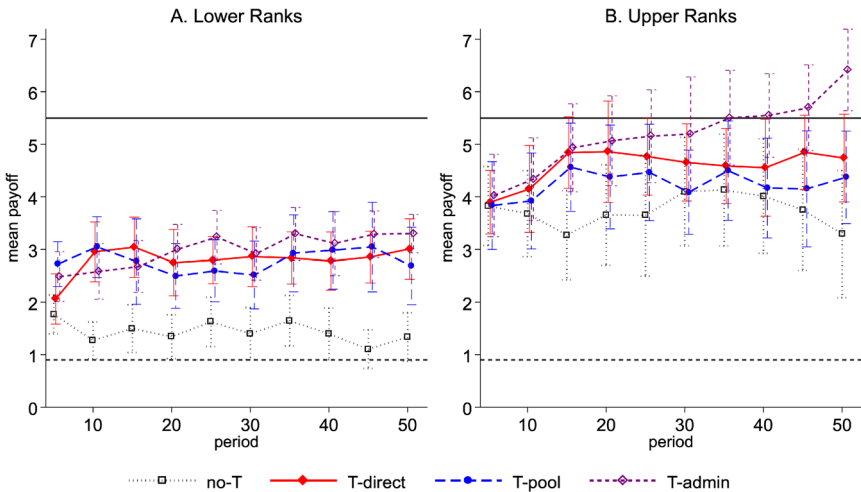 A. Lower Ranks
B. Upper Ranks
mean payoff
7
6
5
4
3
2
1
0
10
20
30
40
50
period
mean payoff
7
6
5
4
3
2
1
0
10
20
30
40
50
period
no-T
T-direct
T-pool
T-admin